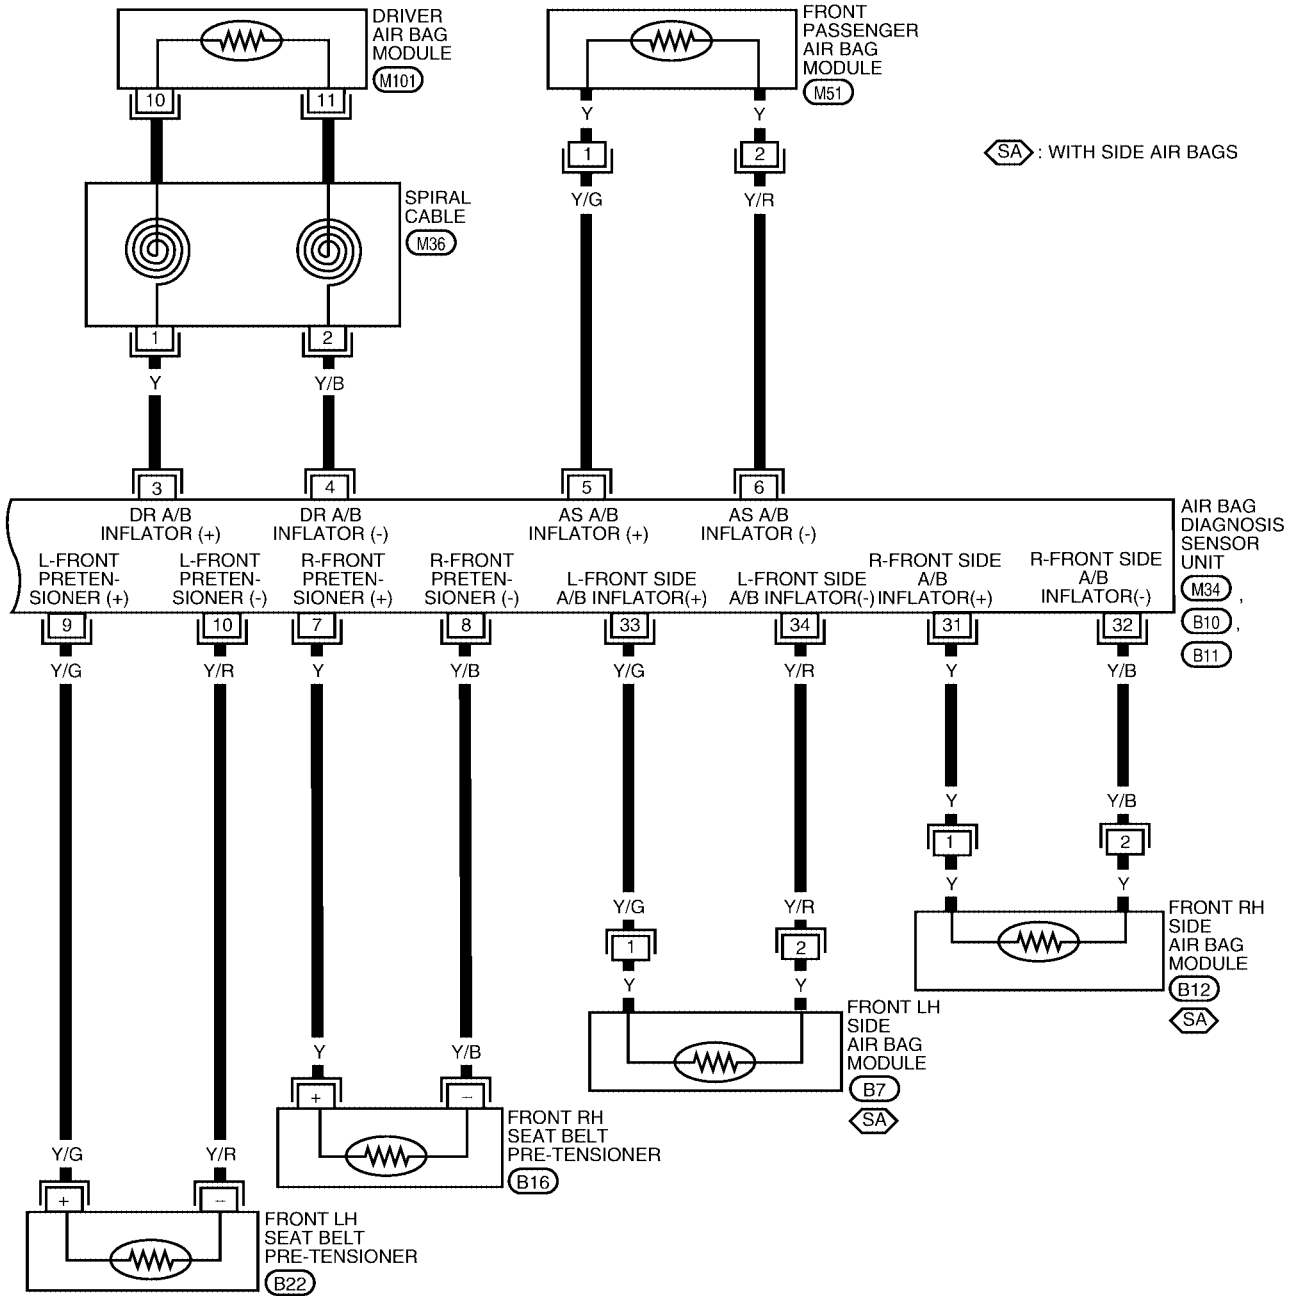 DRIVER
AIR BAG
MODULE
M101
10
11
FRONT
PASSENGER
AIR BAG
MODULE
M51
Y
Y
1
2
Y/G
Y/R
SA : WITH SIDE AIR BAGS
SPIRAL
CABLE
M36
1
2
Y
Y/B
3
4
5
6
DR A/B
INFLATOR (+)
DR A/B
INFLATOR (-)
AS A/B
INFLATOR (+)
AS A/B
INFLATOR (-)
L-FRONT
PRETEN-
SIONER (+)
L-FRONT
PRETEN-
SIONER (-)
R-FRONT
PRETEN-
SIONER (+)
R-FRONT
PRETEN-
SIONER (-)
L-FRONT SIDE
A/B INFLATOR(+)
L-FRONT SIDE
A/B INFLATOR(-)
R-FRONT SIDE
A/B
INFLATOR(+)
R-FRONT SIDE
A/B
INFLATOR(-)
AIR BAG
DIAGNOSIS
SENSOR
UNIT
M34 ,
B10 ,
B11
9
10
7
8
33
34
31
32
Y/G
Y/R
Y
Y/B
Y/G
Y/R
Y
Y/B
Y
Y/B
1
2
Y
Y
FRONT RH
SIDE
AIR BAG
MODULE
B12
SA
Y/G
Y/R
1
2
Y
Y
FRONT LH
SIDE
AIR BAG
MODULE
B7
SA
Y
Y/B
+
−
FRONT RH
SEAT BELT
PRE-TENSIONER
B16
Y/G
Y/R
+
−
FRONT LH
SEAT BELT
PRE-TENSIONER
B22